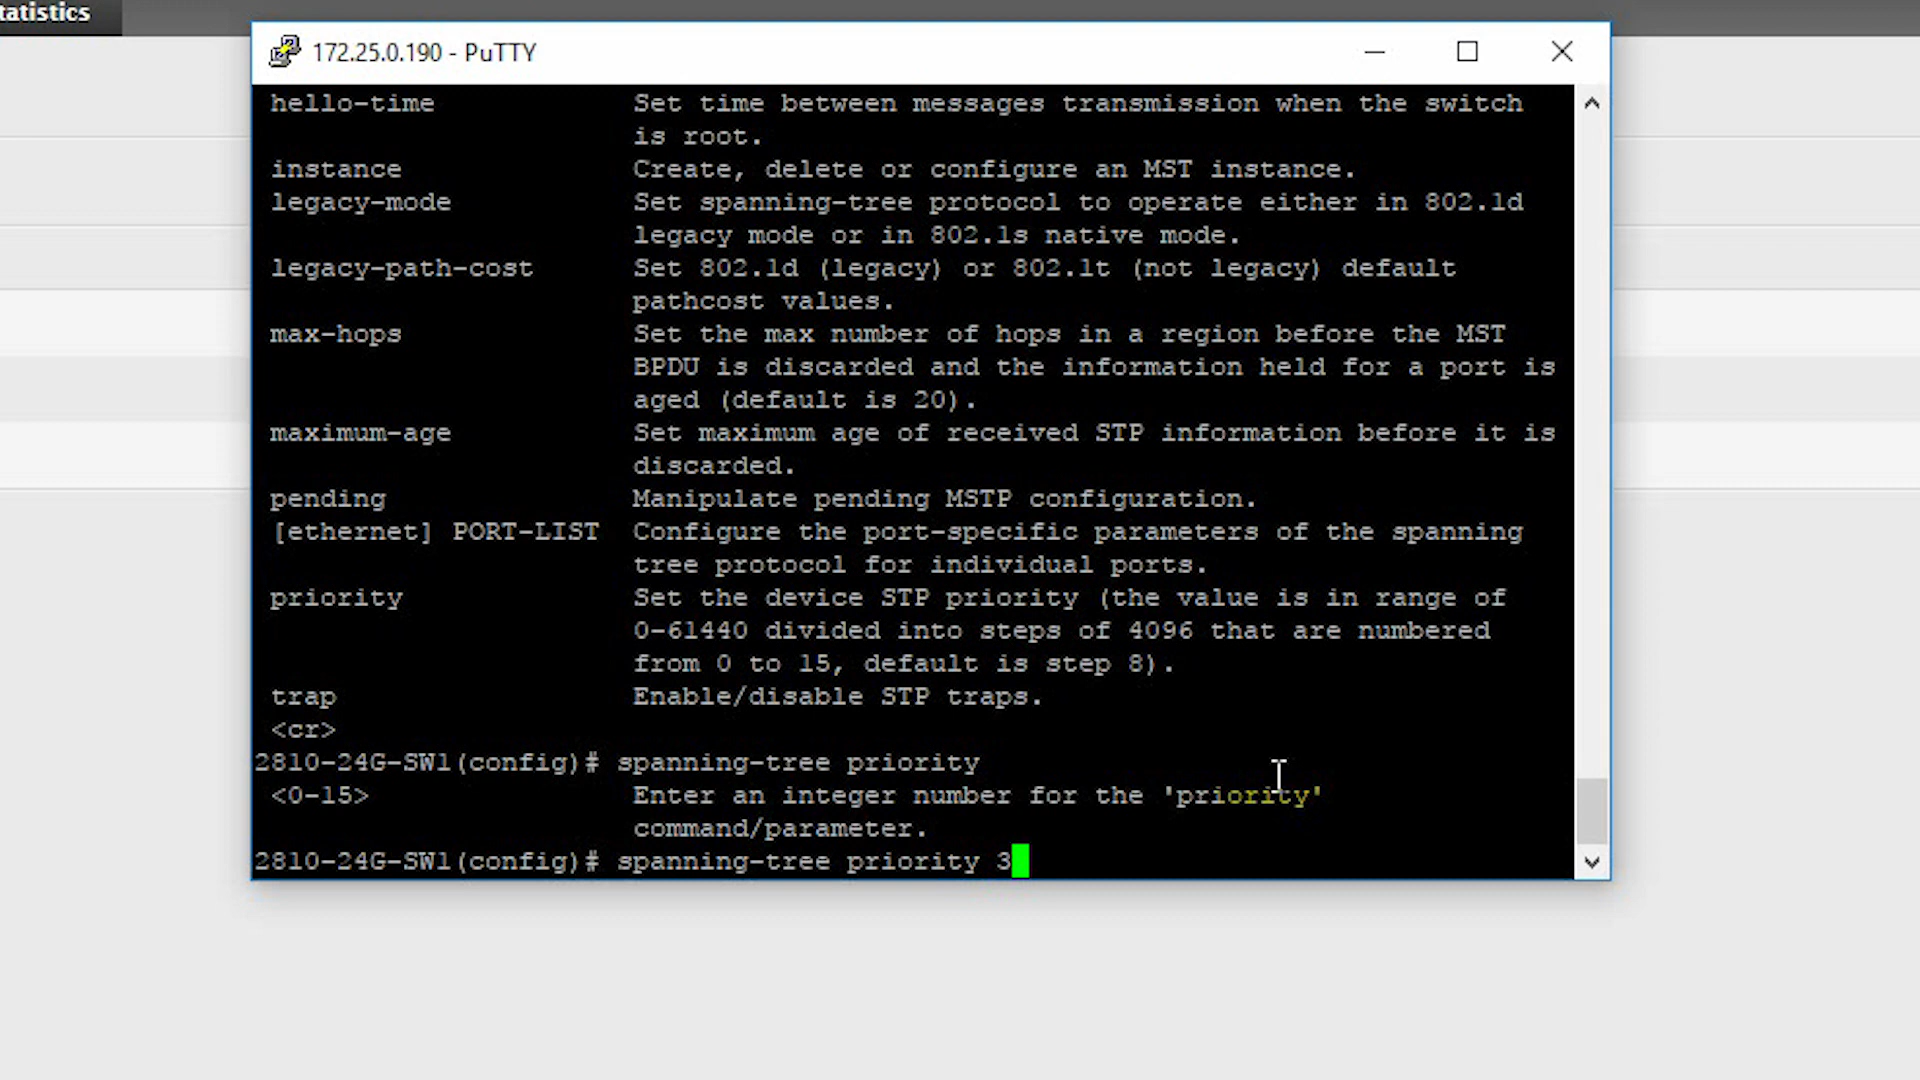 tatistics
172.25.0.190 - PuTTY
hello-time Set time between messages transmission when the switch
is root.
instance Create, delete or configure an MST instance.
legacy-mode Set spanning-tree protocol to operate either in 802.1d
legacy mode or in 802.1s native mode.
legacy-path-cost Set 802.1d (legacy) or 802.1t (not legacy) default
pathcost values.
max-hops Set the max number of hops in a region before the MST
BPDU is discarded and the information held for a port is
aged (default is 20).
maximum-age Set maximum age of received STP information before it is
discarded.
pending Manipulate pending MSTP configuration.
[ethernet] PORT-LIST Configure the port-specific parameters of the spanning
tree protocol for individual ports.
priority Set the device STP priority (the value is in range of
0-61440 divided into steps of 4096 that are numbered
from 0 to 15, default is step 8).
trap Enable/disable STP traps.
<cr>
2810-24G-SW1(config)# spanning-tree priority
<0-15> Enter an integer number for the 'priority'
command/parameter.
2810-24G-SW1(config)# spanning-tree priority 3